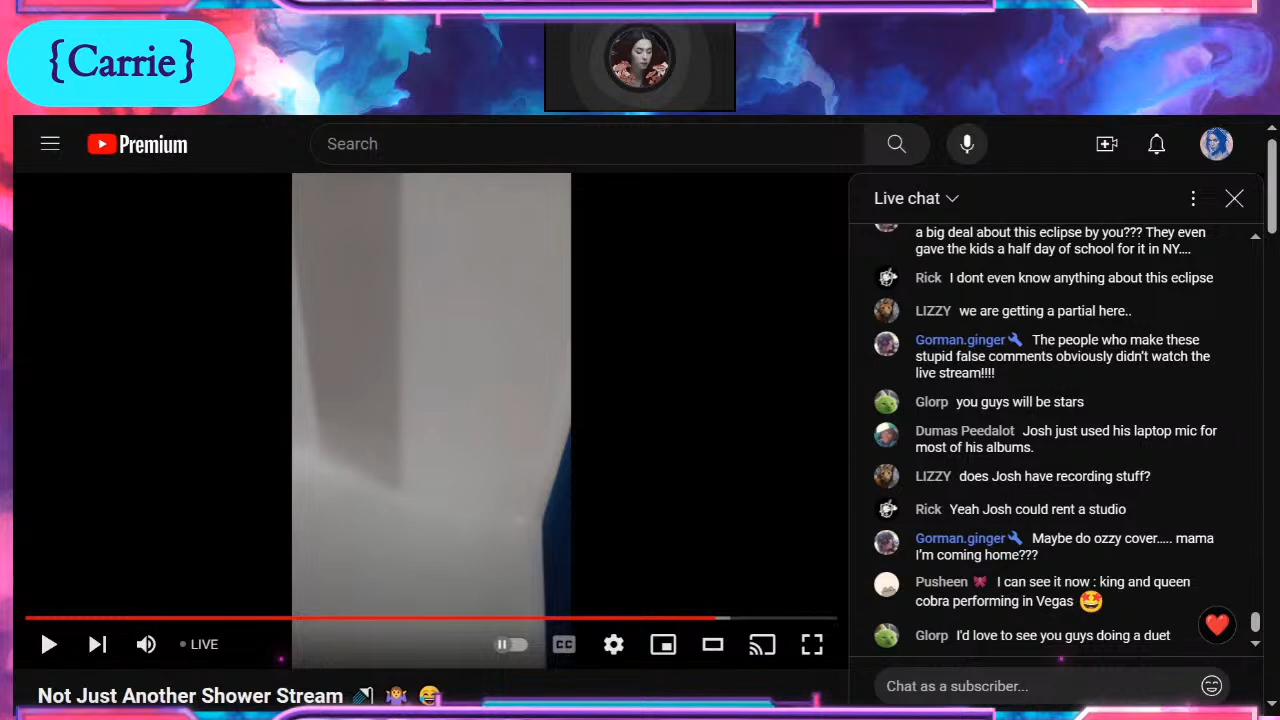 {Carrie}
Premium
Search
Live chat
a big deal about this eclipse by you??? They even
gave the kids a half day of school for it in NY....
Rick I dont even know anything about this eclipse
LIZZY we are getting a partial here..
Gorman.ginger The people who make these
stupid false comments obviously didn't watch the
live stream!!!!
Glorp you guys will be stars
Dumas Peedalot Josh just used his laptop mic for
most of his albums.
LIZZY does Josh have recording stuff?
Rick Yeah Josh could rent a studio
Gorman.ginger Maybe do ozzy cover..... mama
I'm coming home???
Pusheen 🎀 I can see it now : king and queen
cobra performing in Vegas 🤩
Glorp I'd love to see you guys doing a duet
LIVE
CC
Not Just Another Shower Stream 🚿 🤷‍♀️ 😂
Chat as a subscriber...